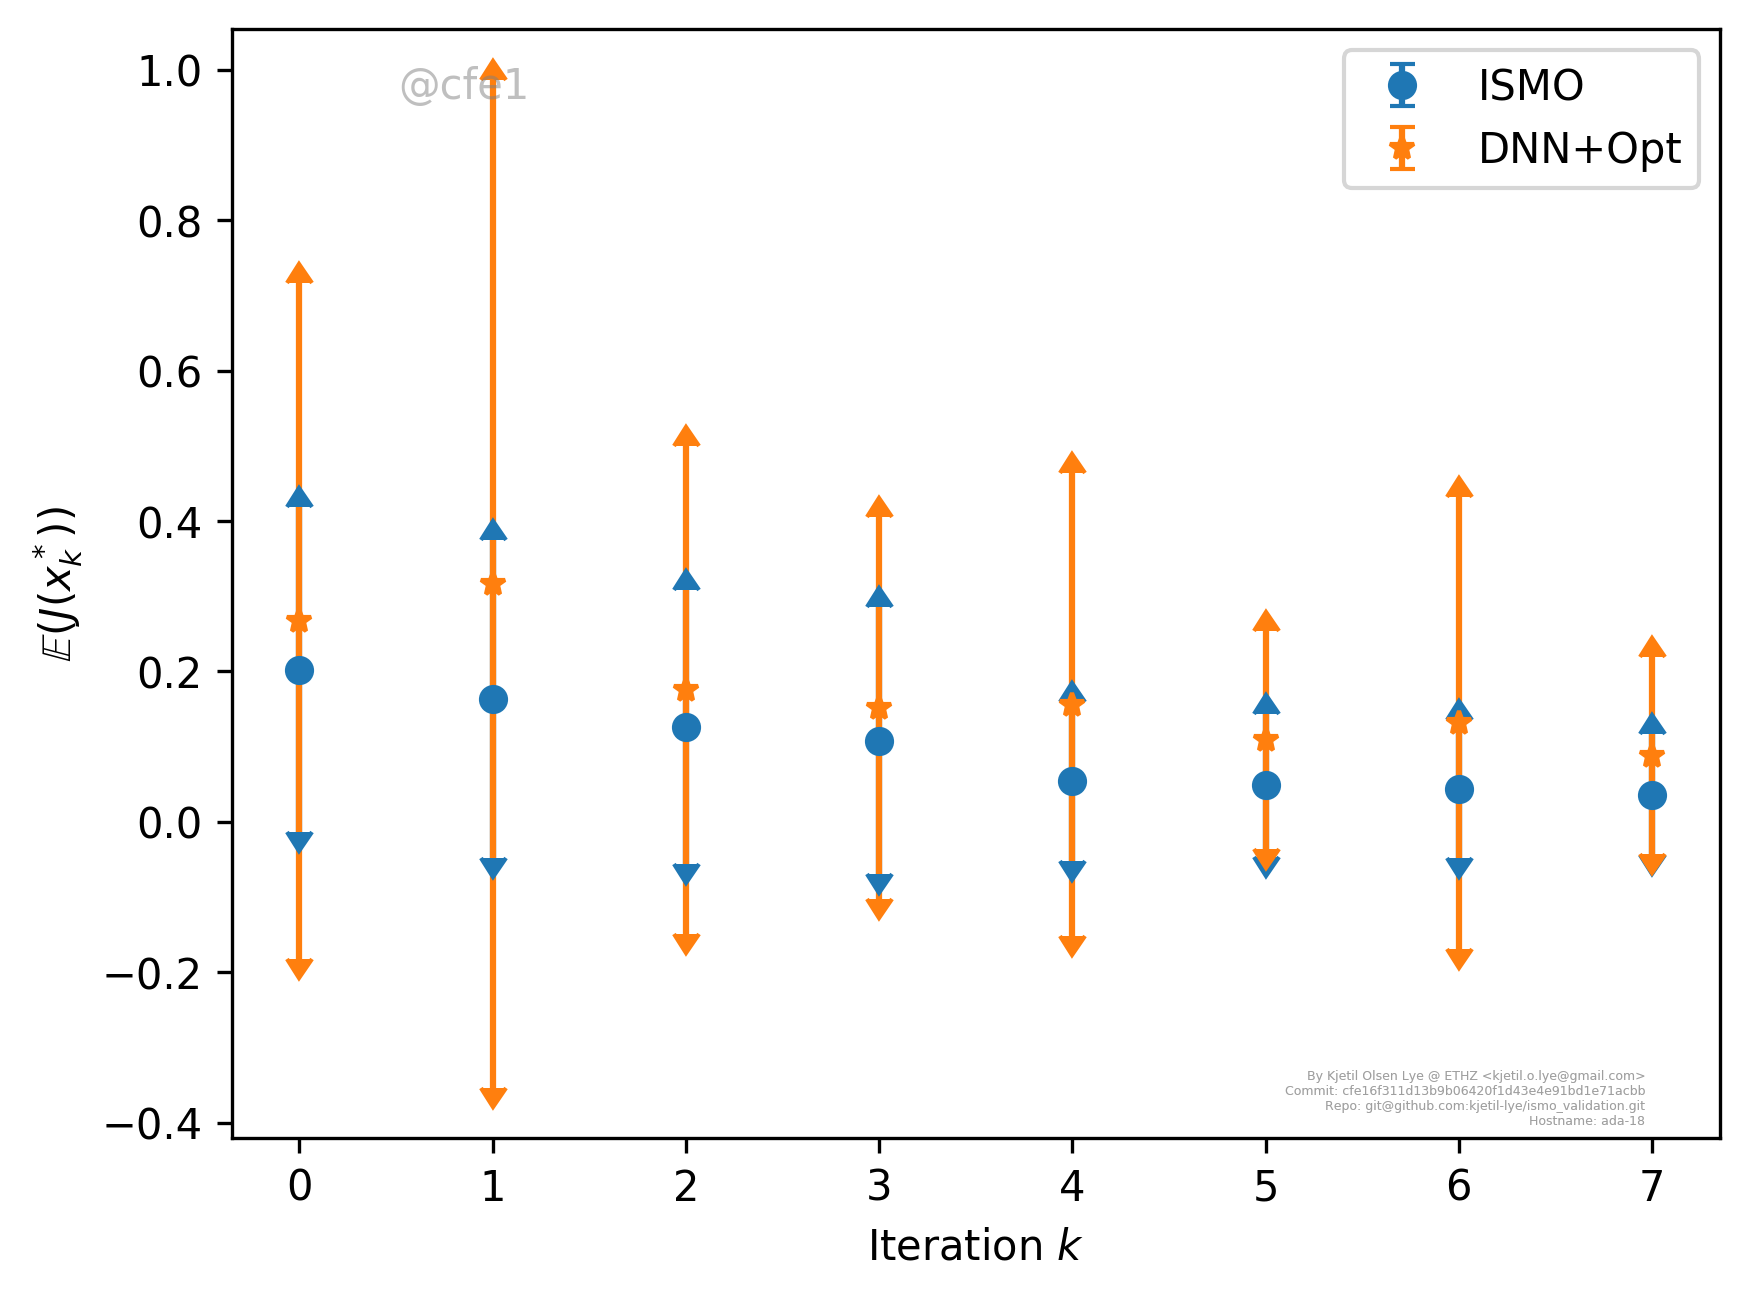 @cfe1
ISMO
DNN+Opt
1.0
0.8
0.6
0.4
0.2
0.0
−0.2
−0.4
𝔼(J(x*k))
0 1 2 3 4 5 6 7
Iteration k
By Kjetil Olsen Lye @ ETHZ <kjetil.o.lye@gmail.com>
Commit: cfe16f311d13b9b06420f1d43e4e91bd1e71acbb
Repo: git@github.com:kjetil-lye/ismo_validation.git
Hostname: ada-18